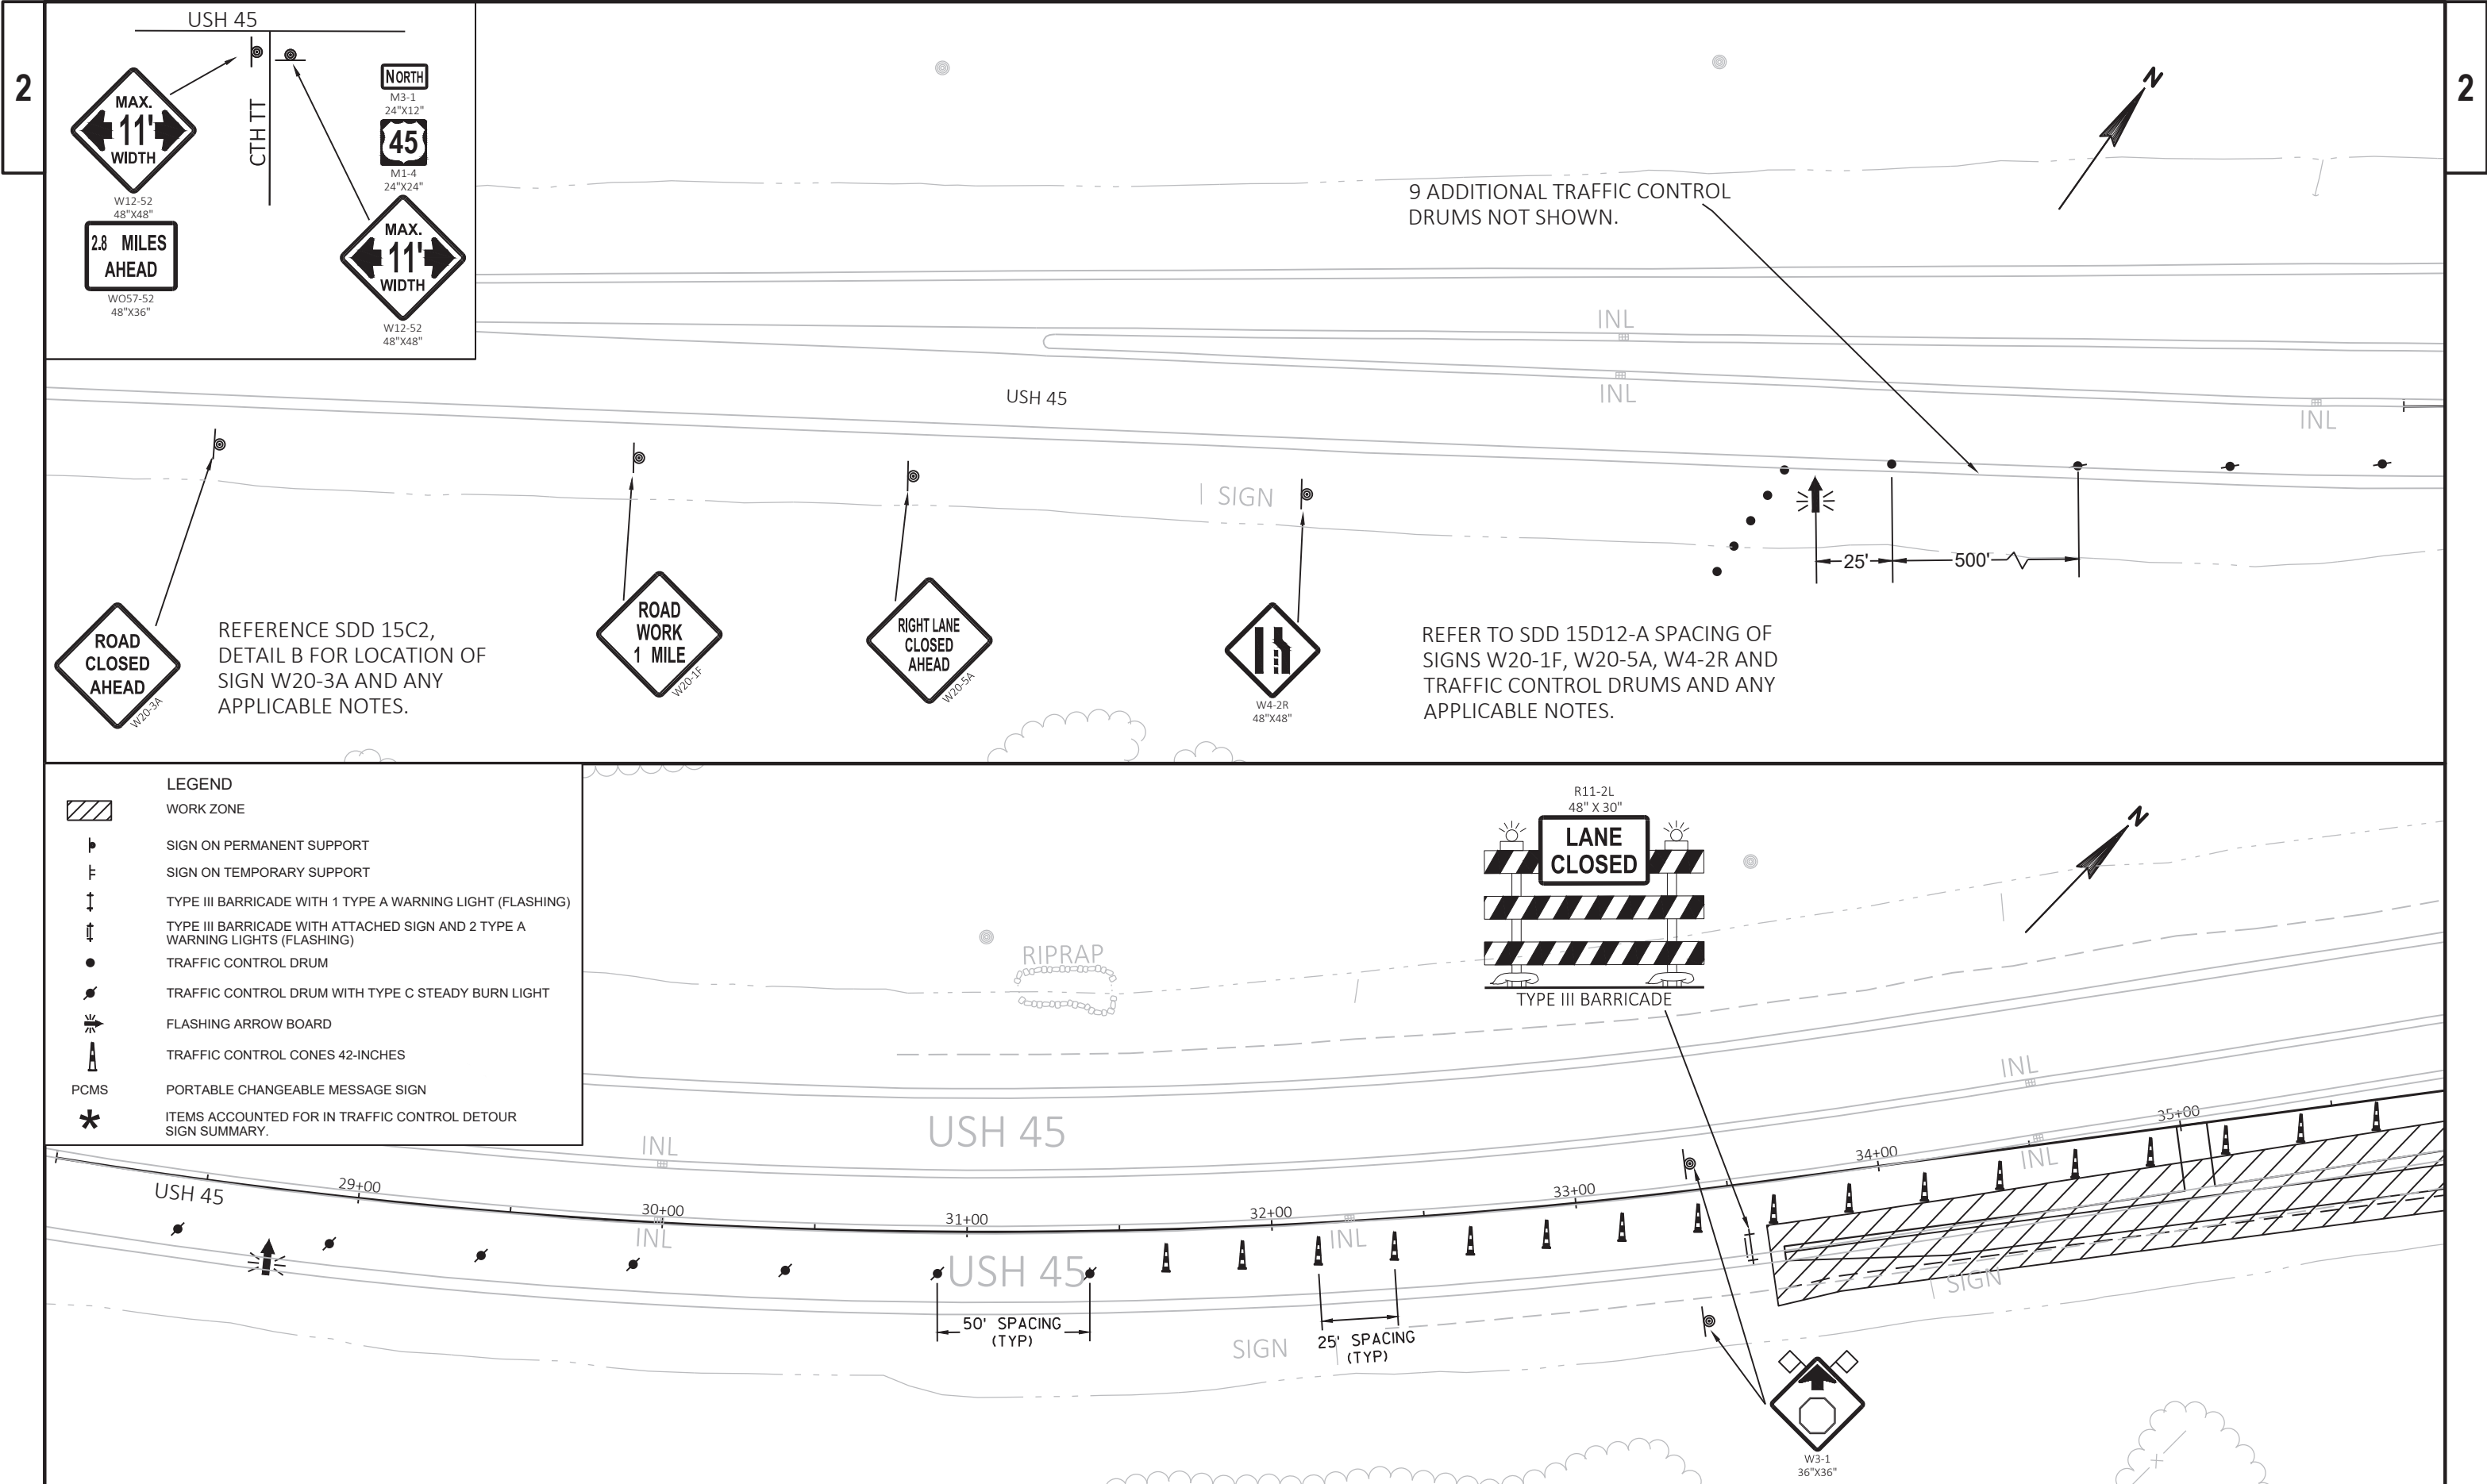 2
2
USH 45
CTH TT
MAX.
11'
WIDTH
W12-52
48"X48"
2.8 MILES
AHEAD
WO57-52
48"X36"
NORTH
M3-1
24"X12"
45
M1-4
24"X24"
MAX.
11'
WIDTH
W12-52
48"X48"
N
9 ADDITIONAL TRAFFIC CONTROL
DRUMS NOT SHOWN.
INL
INL
INL
USH 45
SIGN
25'
500'
ROAD
CLOSED
AHEAD
W20-3A
REFERENCE SDD 15C2,
DETAIL B FOR LOCATION OF
SIGN W20-3A AND ANY
APPLICABLE NOTES.
ROAD
WORK
1 MILE
W20-1F
RIGHT LANE
CLOSED
AHEAD
W20-5A
W4-2R
48"X48"
REFER TO SDD 15D12-A SPACING OF
SIGNS W20-1F, W20-5A, W4-2R AND
TRAFFIC CONTROL DRUMS AND ANY
APPLICABLE NOTES.
LEGEND
WORK ZONE
SIGN ON PERMANENT SUPPORT
SIGN ON TEMPORARY SUPPORT
TYPE III BARRICADE WITH 1 TYPE A WARNING LIGHT (FLASHING)
TYPE III BARRICADE WITH ATTACHED SIGN AND 2 TYPE A
WARNING LIGHTS (FLASHING)
TRAFFIC CONTROL DRUM
TRAFFIC CONTROL DRUM WITH TYPE C STEADY BURN LIGHT
FLASHING ARROW BOARD
TRAFFIC CONTROL CONES 42-INCHES
PCMS PORTABLE CHANGEABLE MESSAGE SIGN
* ITEMS ACCOUNTED FOR IN TRAFFIC CONTROL DETOUR
SIGN SUMMARY.
R11-2L
48" X 30"
LANE
CLOSED
TYPE III BARRICADE
N
RIPRAP
USH 45
INL
INL
USH 45
29+00
30+00
31+00
32+00
33+00
34+00
35+00
INL
INL
INL
USH 45
50' SPACING
(TYP)
25' SPACING
(TYP)
SIGN
SIGN
W3-1
36"X36"